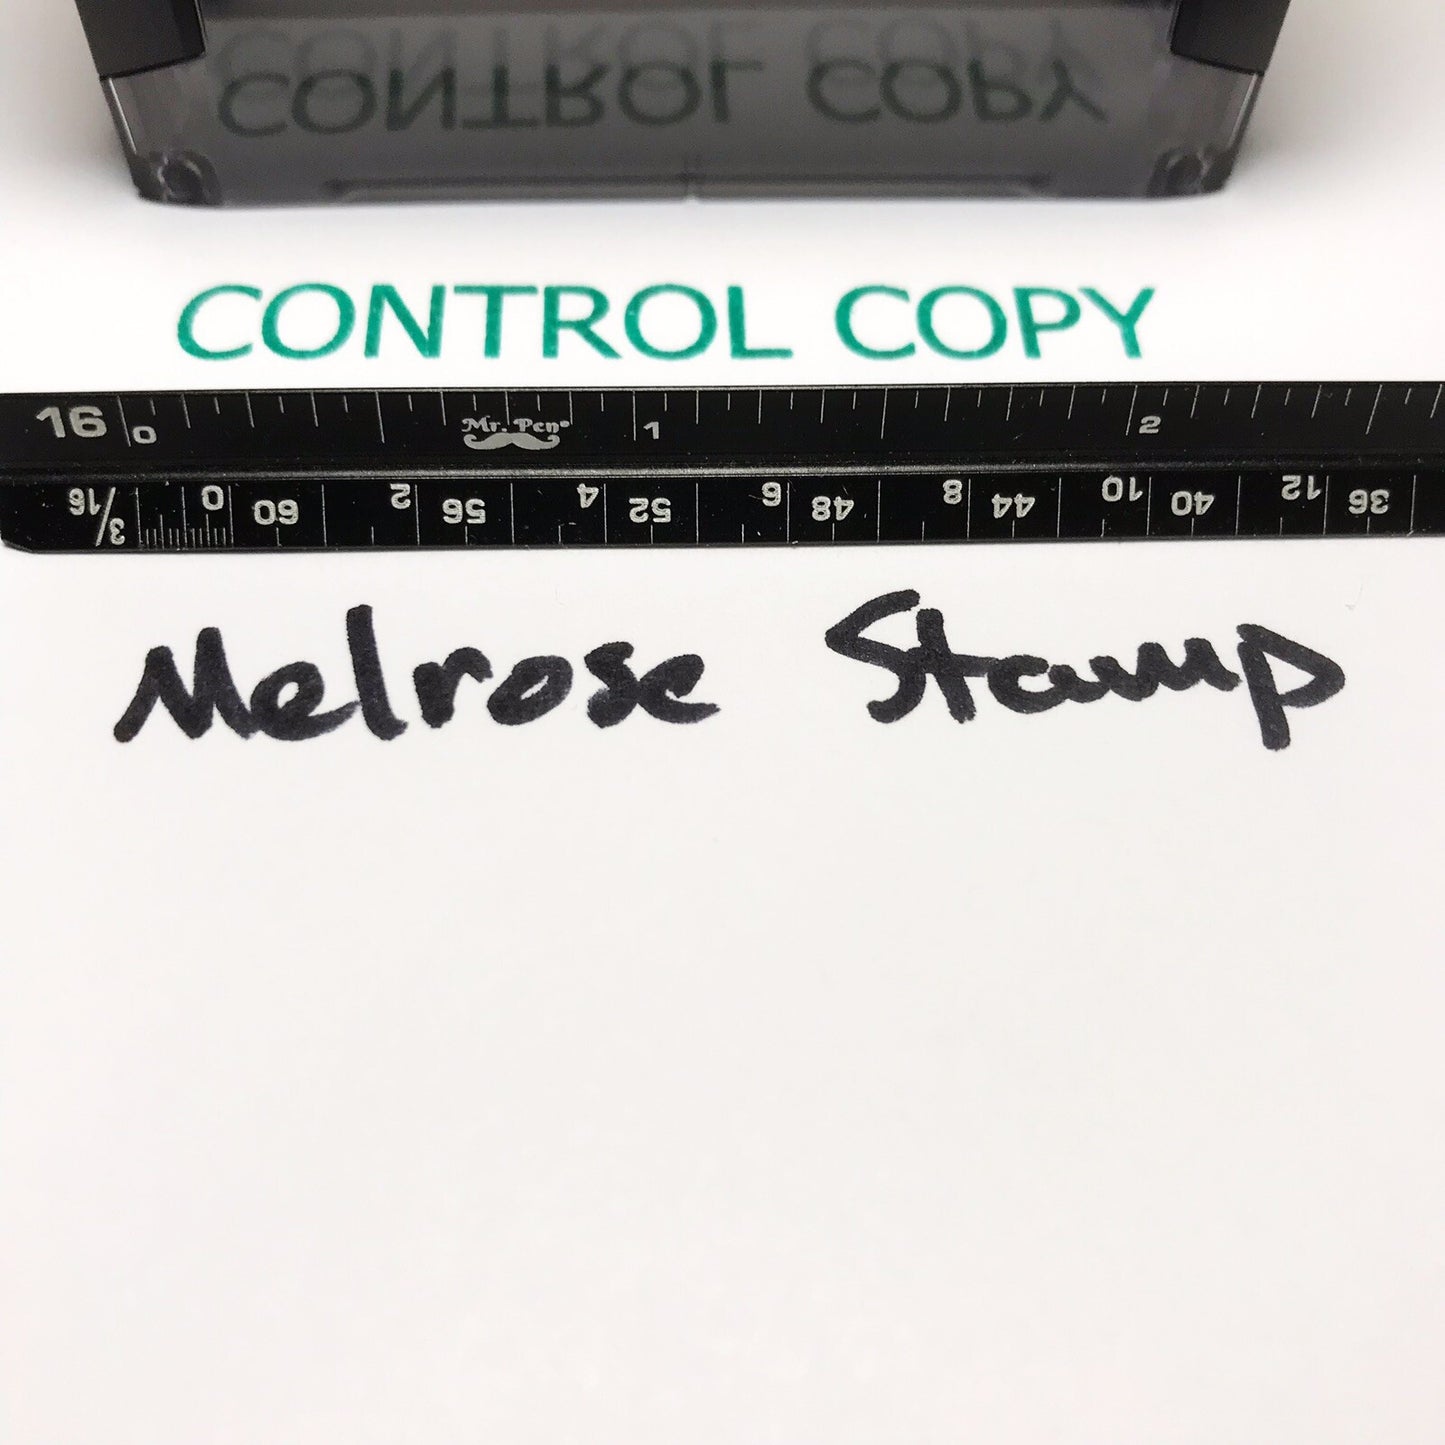 CONTROL COPY
CONTROL COPY
16 0 Mr. Pen® 1 2
3/16 0 60 2 56 4 52 6 48 8 44 10 40 12 36
Melrose Stamp